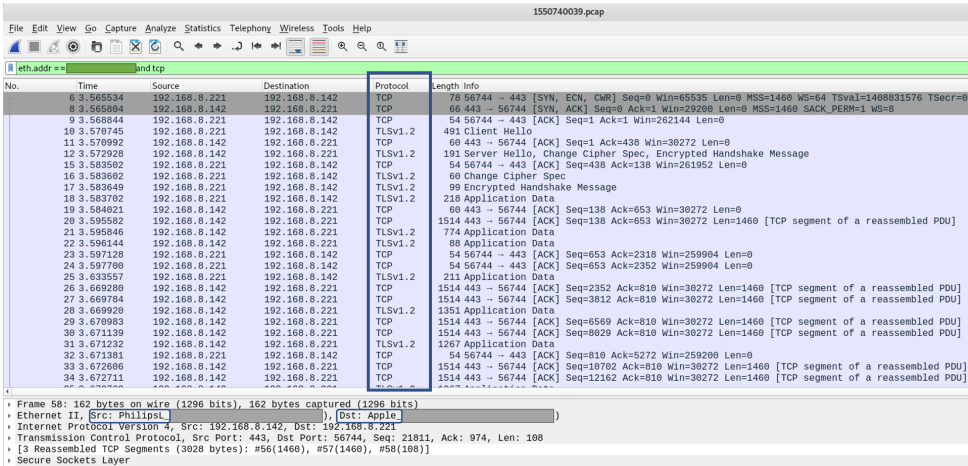 1550740039.pcap
File Edit View Go Capture Analyze Statistics Telephony Wireless Tools Help
eth.addr == and tcp
No. Time Source Destination Protocol Length Info
6 3.565534 192.168.8.221 192.168.8.142 TCP 78 56744 → 443 [SYN, ECN, CWR] Seq=0 Win=65535 Len=0 MSS=1460 WS=64 TSval=1408831576 TSecr=0
8 3.565804 192.168.8.142 192.168.8.221 TCP 66 443 → 56744 [SYN, ACK] Seq=0 Ack=1 Win=29200 Len=0 MSS=1460 SACK_PERM=1 WS=8
9 3.568844 192.168.8.221 192.168.8.142 TCP 54 56744 → 443 [ACK] Seq=1 Ack=1 Win=262144 Len=0
10 3.570745 192.168.8.221 192.168.8.142 TLSv1.2 491 Client Hello
11 3.570992 192.168.8.142 192.168.8.221 TCP 60 443 → 56744 [ACK] Seq=1 Ack=438 Win=30272 Len=0
12 3.572928 192.168.8.142 192.168.8.221 TLSv1.2 191 Server Hello, Change Cipher Spec, Encrypted Handshake Message
15 3.583502 192.168.8.221 192.168.8.142 TCP 54 56744 → 443 [ACK] Seq=438 Ack=138 Win=261952 Len=0
16 3.583602 192.168.8.221 192.168.8.142 TLSv1.2 60 Change Cipher Spec
17 3.583649 192.168.8.221 192.168.8.142 TLSv1.2 99 Encrypted Handshake Message
18 3.583702 192.168.8.221 192.168.8.142 TLSv1.2 218 Application Data
19 3.584021 192.168.8.142 192.168.8.221 TCP 60 443 → 56744 [ACK] Seq=138 Ack=653 Win=30272 Len=0
20 3.595582 192.168.8.142 192.168.8.221 TCP 1514 443 → 56744 [ACK] Seq=138 Ack=653 Win=30272 Len=1460 [TCP segment of a reassembled PDU]
21 3.595846 192.168.8.142 192.168.8.221 TLSv1.2 774 Application Data
22 3.596144 192.168.8.142 192.168.8.221 TLSv1.2 88 Application Data
23 3.597128 192.168.8.221 192.168.8.142 TCP 54 56744 → 443 [ACK] Seq=653 Ack=2318 Win=259904 Len=0
24 3.597700 192.168.8.221 192.168.8.142 TCP 54 56744 → 443 [ACK] Seq=653 Ack=2352 Win=259904 Len=0
25 3.633557 192.168.8.221 192.168.8.142 TLSv1.2 211 Application Data
26 3.669280 192.168.8.142 192.168.8.221 TCP 1514 443 → 56744 [ACK] Seq=2352 Ack=810 Win=30272 Len=1460 [TCP segment of a reassembled PDU]
27 3.669784 192.168.8.142 192.168.8.221 TCP 1514 443 → 56744 [ACK] Seq=3812 Ack=810 Win=30272 Len=1460 [TCP segment of a reassembled PDU]
28 3.669920 192.168.8.142 192.168.8.221 TLSv1.2 1351 Application Data
29 3.670983 192.168.8.142 192.168.8.221 TCP 1514 443 → 56744 [ACK] Seq=6569 Ack=810 Win=30272 Len=1460 [TCP segment of a reassembled PDU]
30 3.671139 192.168.8.142 192.168.8.221 TCP 1514 443 → 56744 [ACK] Seq=8029 Ack=810 Win=30272 Len=1460 [TCP segment of a reassembled PDU]
31 3.671232 192.168.8.142 192.168.8.221 TLSv1.2 1267 Application Data
32 3.671381 192.168.8.221 192.168.8.142 TCP 54 56744 → 443 [ACK] Seq=810 Ack=5272 Win=259200 Len=0
33 3.672606 192.168.8.142 192.168.8.221 TCP 1514 443 → 56744 [ACK] Seq=10702 Ack=810 Win=30272 Len=1460 [TCP segment of a reassembled PDU]
34 3.672711 192.168.8.142 192.168.8.221 TCP 1514 443 → 56744 [ACK] Seq=12162 Ack=810 Win=30272 Len=1460 [TCP segment of a reassembled PDU]
Frame 58: 162 bytes on wire (1296 bits), 162 bytes captured (1296 bits)
Ethernet II, Src: PhilipsL_ ), Dst: Apple_ )
Internet Protocol Version 4, Src: 192.168.8.142, Dst: 192.168.8.221
Transmission Control Protocol, Src Port: 443, Dst Port: 56744, Seq: 21811, Ack: 974, Len: 108
[3 Reassembled TCP Segments (3028 bytes): #56(1460), #57(1460), #58(108)]
Secure Sockets Layer